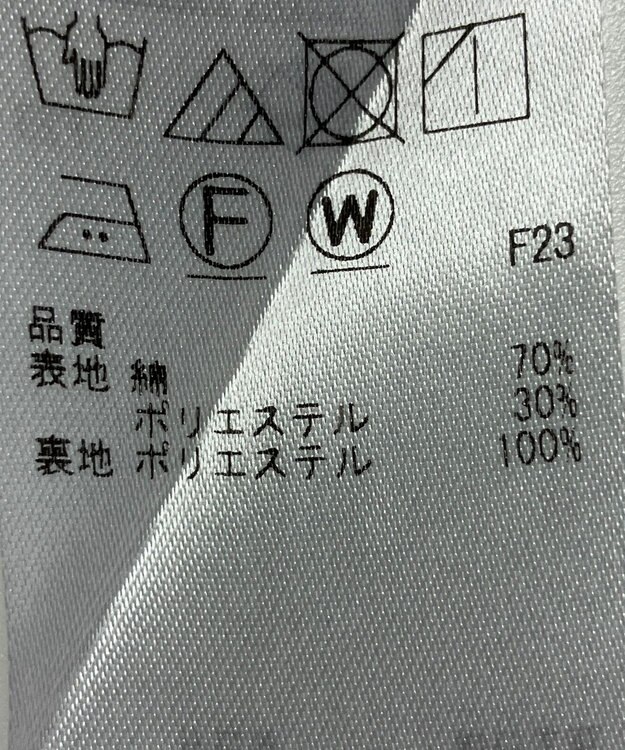 F W
F23
品質
表地 綿 70%
ポリエステル 30%
裏地 ポリエステル 100%